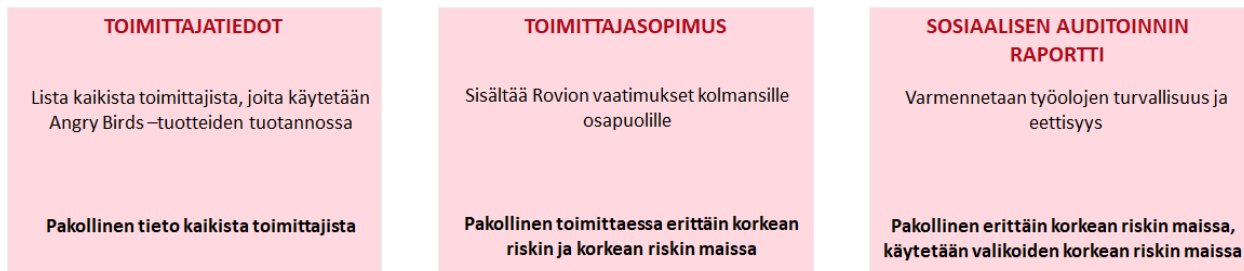 TOIMITTAJATIEDOT
Lista kaikista toimittajista, joita käytetään
Angry Birds –tuotteiden tuotannossa
Pakollinen tieto kaikista toimittajista
TOIMITTAJASOPIMUS
Sisältää Rovion vaatimukset kolmansille
osapuolille
Pakollinen toimittaessa erittäin korkean
riskin ja korkean riskin maissa
SOSIAALISEN AUDITOINNIN
RAPORTTI
Varmennetaan työolojen turvallisuus ja
eettisyys
Pakollinen erittäin korkean riskin maissa,
käytetään valikoiden korkean riskin maissa